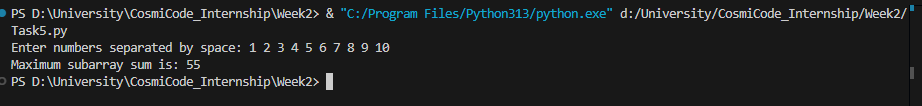 PS D:\University\CosmiCode_Internship\Week2> & "C:/Program Files/Python313/python.exe" d:/University/CosmiCode_Internship/Week2/
Task5.py
Enter numbers separated by space: 1 2 3 4 5 6 7 8 9 10
Maximum subarray sum is: 55
PS D:\University\CosmiCode_Internship\Week2>